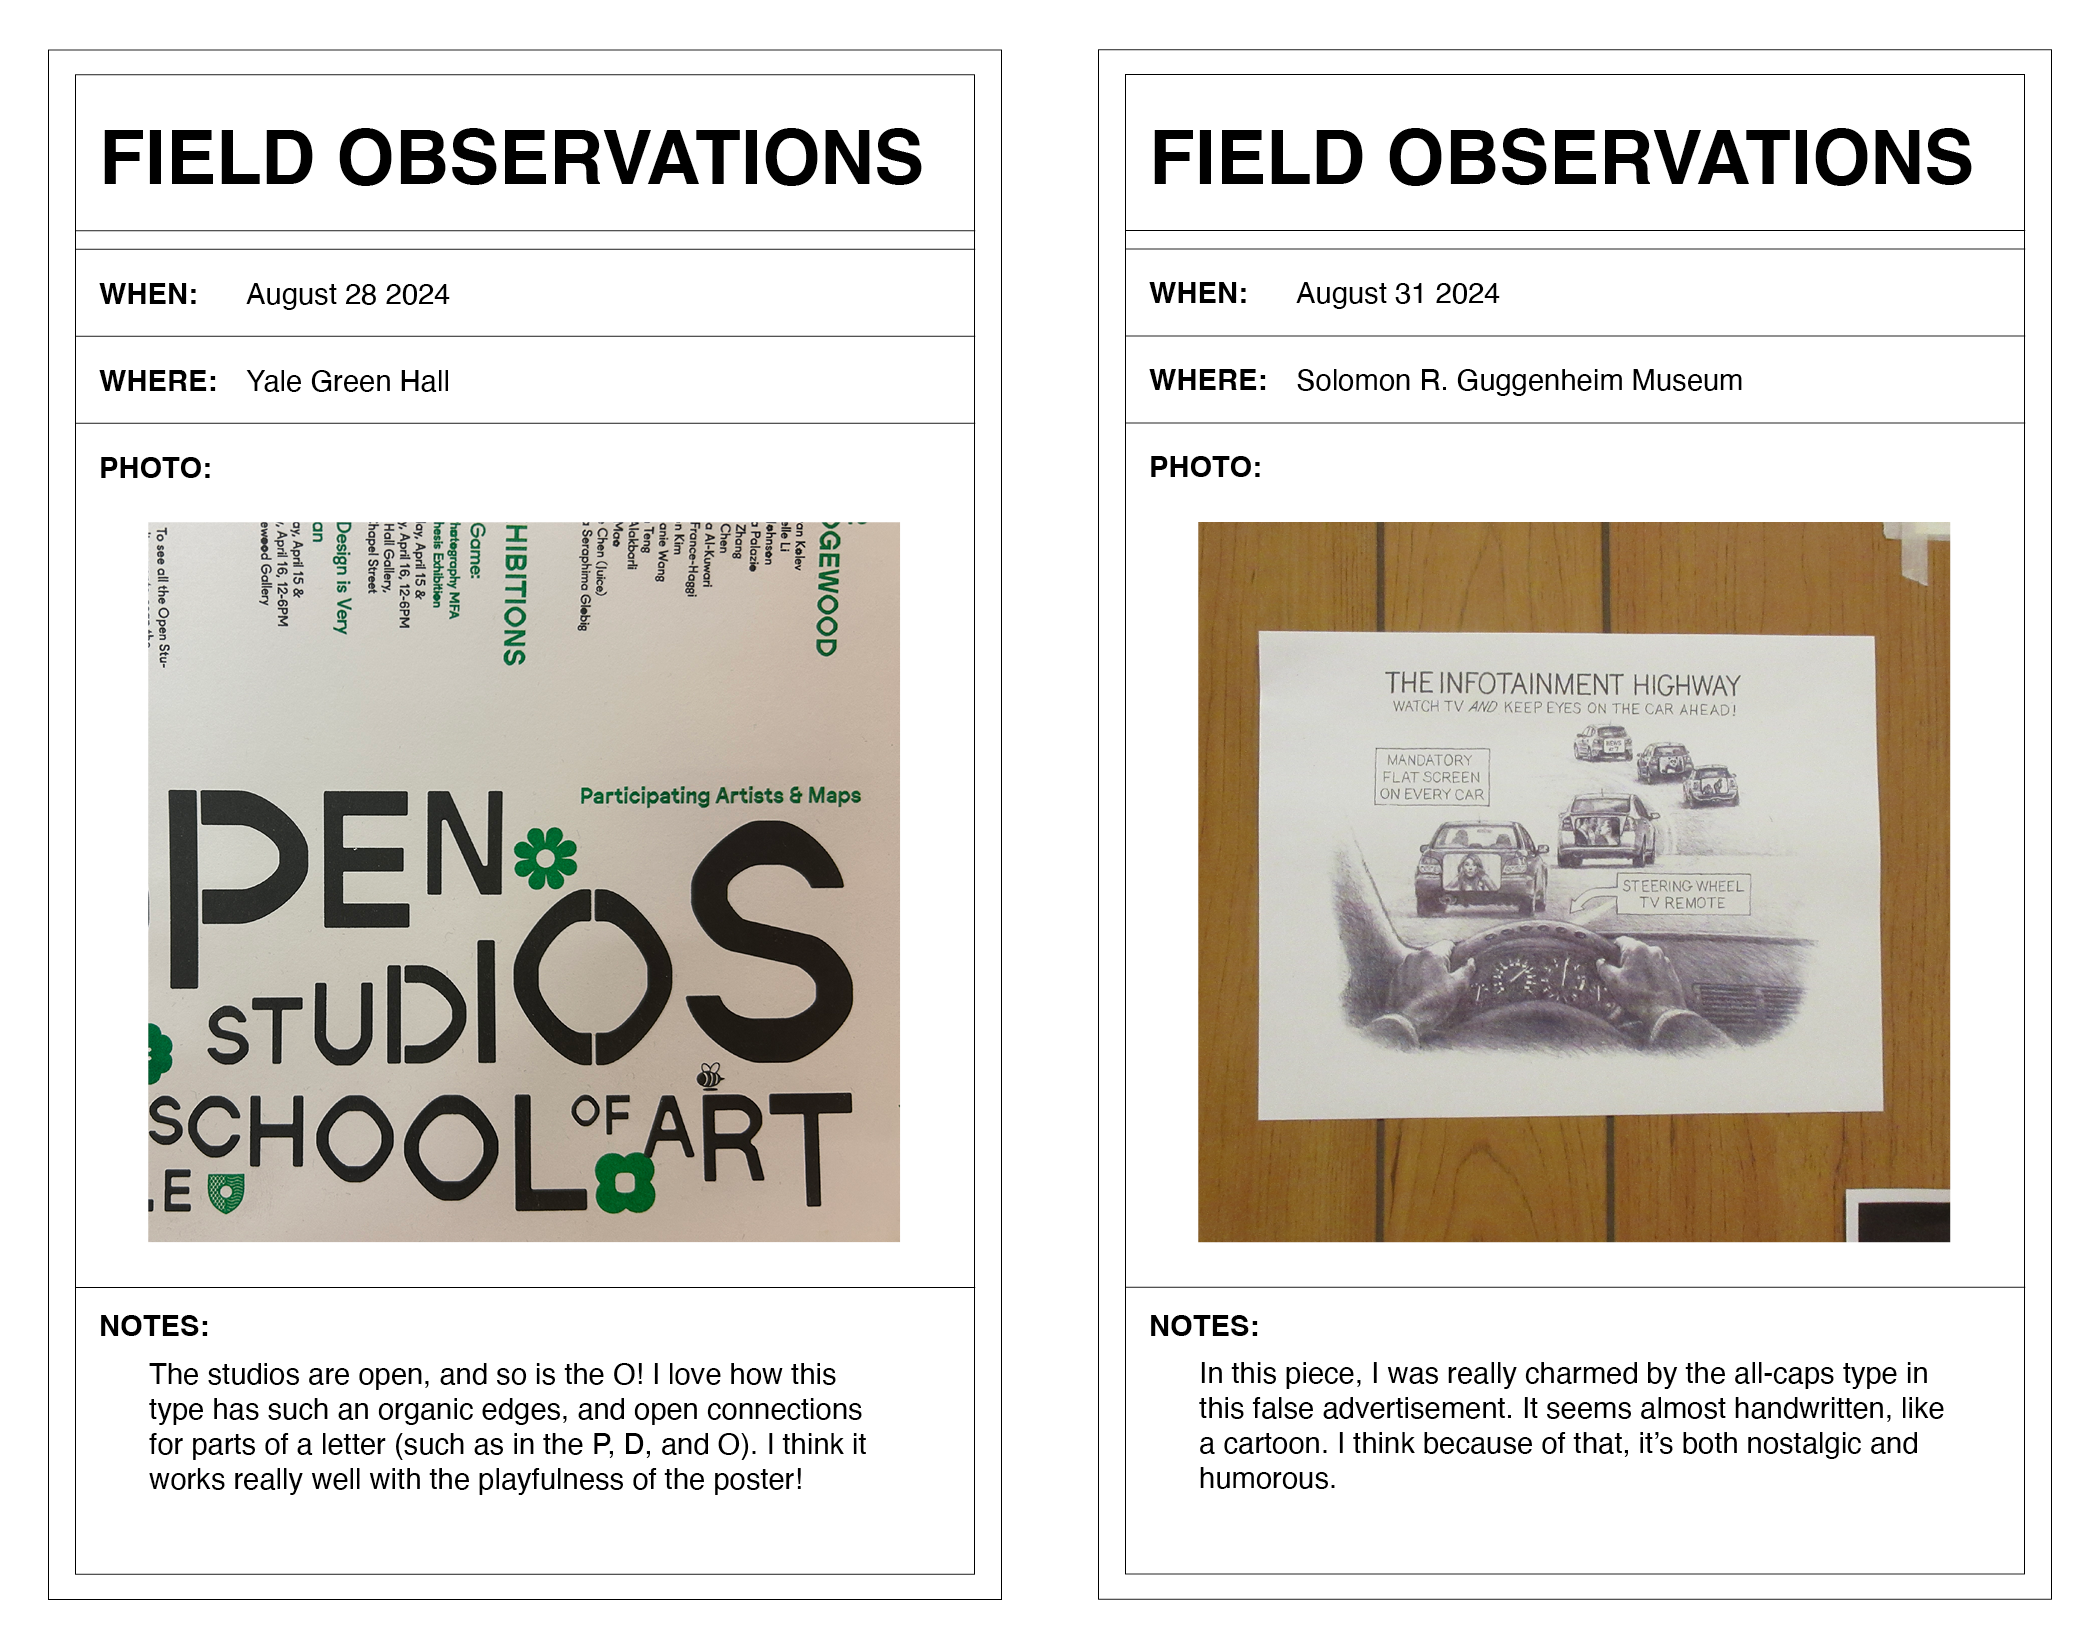 FIELD OBSERVATIONS
WHEN: August 28 2024
WHERE: Yale Green Hall
PHOTO:
To see all the Open Stu-
ay, April 15 &
, April 16, 12-6PM
ewood Gallery
an
Design is Very
lay, April 15 &
y, April 16, 12-6PM
Hall Gallery,
hapel Street
Game:
hotography MFA
hesis Exhibition
HIBITIONS
an Kolev
elle Li
Johnson
a Palazio
Zhang
Chen
a Al-Kuwari
France-Haggi
n Kim
anie Wang
Teng
Alakbarli
Mao
Chen (Juice)
a Seraphima Globig
OGEWOOD
Participating Artists & Maps
PEN
STUDIOS
SCHOOL OF ART
LE
NOTES:
The studios are open, and so is the O! I love how this
type has such an organic edges, and open connections
for parts of a letter (such as in the P, D, and O). I think it
works really well with the playfulness of the poster!
FIELD OBSERVATIONS
WHEN: August 31 2024
WHERE: Solomon R. Guggenheim Museum
PHOTO:
THE INFOTAINMENT HIGHWAY
WATCH TV AND KEEP EYES ON THE CAR AHEAD!
MANDATORY
FLAT SCREEN
ON EVERY CAR
NEWS
STEERING WHEEL
TV REMOTE
NOTES:
In this piece, I was really charmed by the all-caps type in
this false advertisement. It seems almost handwritten, like
a cartoon. I think because of that, it’s both nostalgic and
humorous.